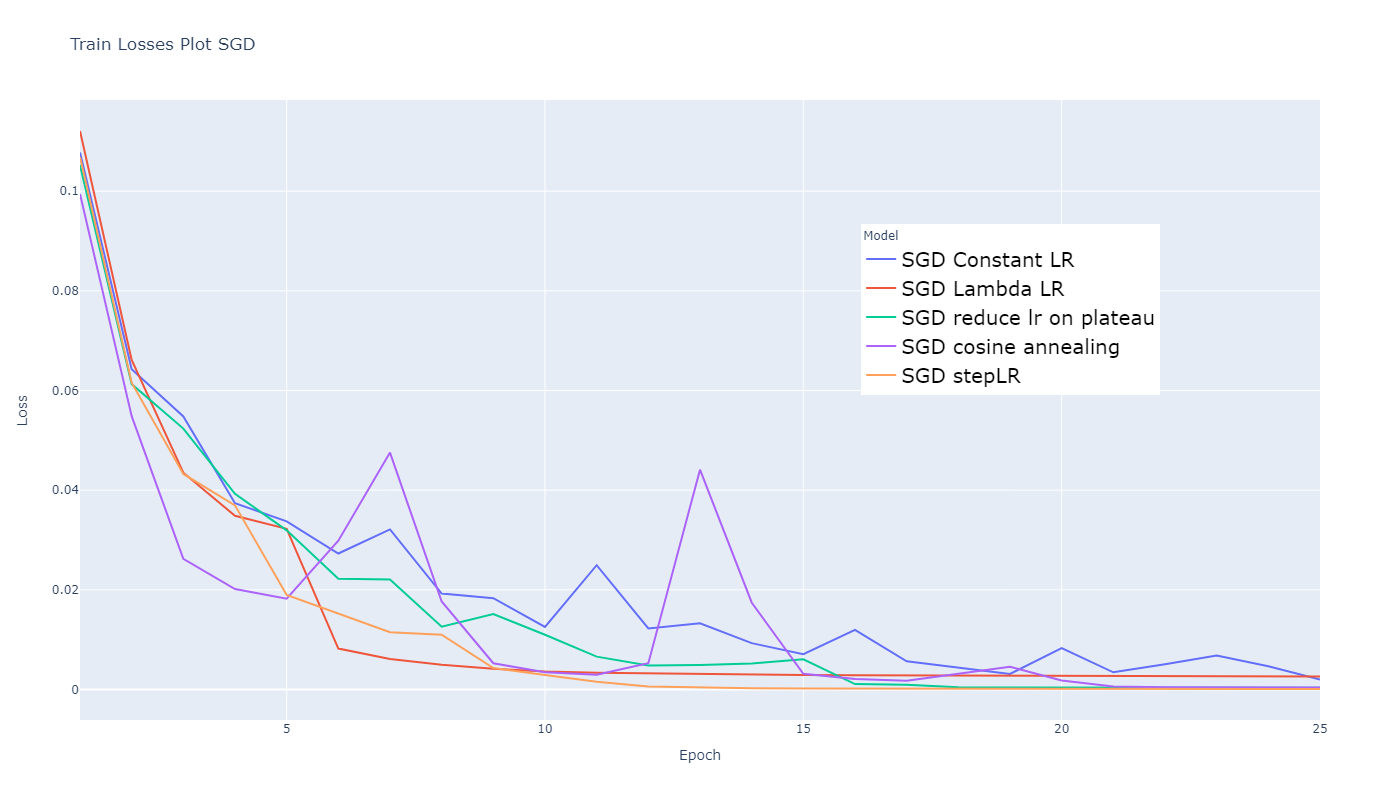 Train Losses Plot SGD
0.1
0.08
0.06
0.04
0.02
0
Loss
Model
SGD Constant LR
SGD Lambda LR
SGD reduce lr on plateau
SGD cosine annealing
SGD stepLR
5
10
15
20
25
Epoch